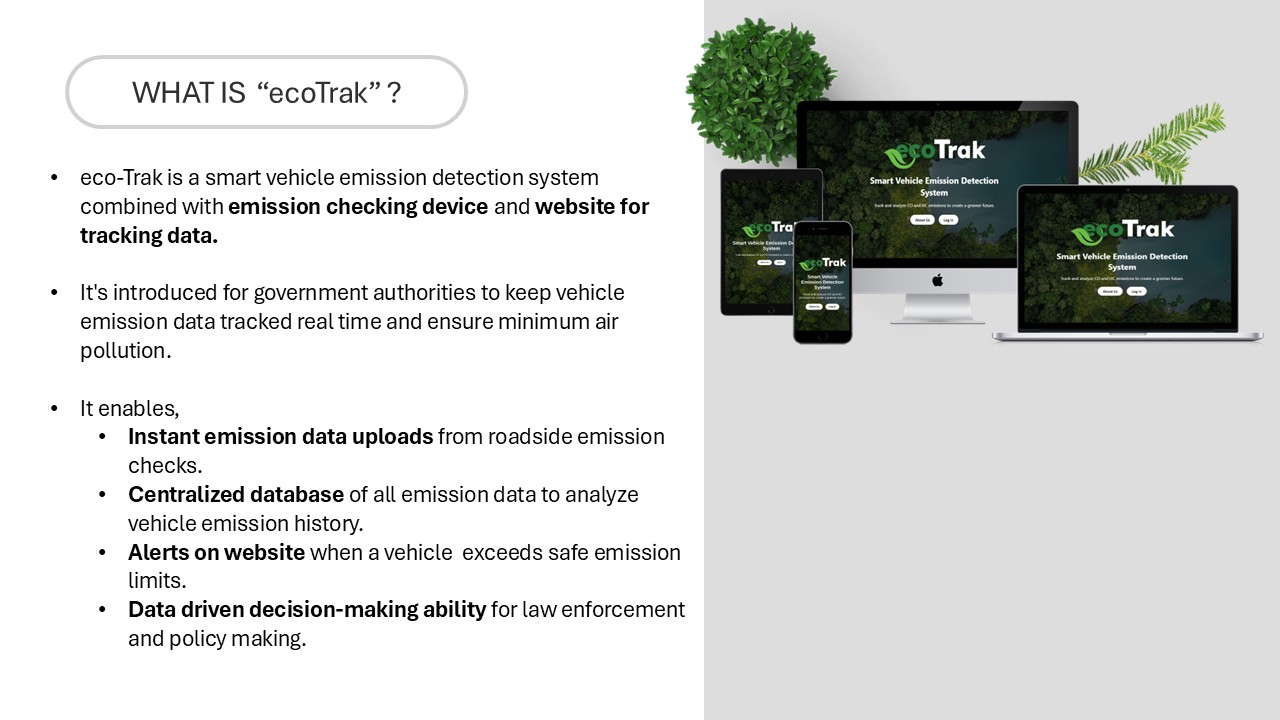 WHAT IS “ecoTrak” ?
• eco-Trak is a smart vehicle emission detection system
combined with emission checking device and website for
tracking data.
• It's introduced for government authorities to keep vehicle
emission data tracked real time and ensure minimum air
pollution.
• It enables,
• Instant emission data uploads from roadside emission
checks.
• Centralized database of all emission data to analyze
vehicle emission history.
• Alerts on website when a vehicle  exceeds safe emission
limits.
• Data driven decision-making ability for law enforcement
and policy making.
ecoTrak
Smart Vehicle Emission Detection
System
Track and analyze CO and HC emissions to create a greener future.
About Us
Log In
ecoTrak
Smart Vehicle Emission
System
ecoTrak
Smart Vehicle
Emission Detection
System
About Us
Log In
ecoTrak
Smart Vehicle Emission Detection
System
Track and analyze CO and HC emissions to create a greener future.
About Us
Log In